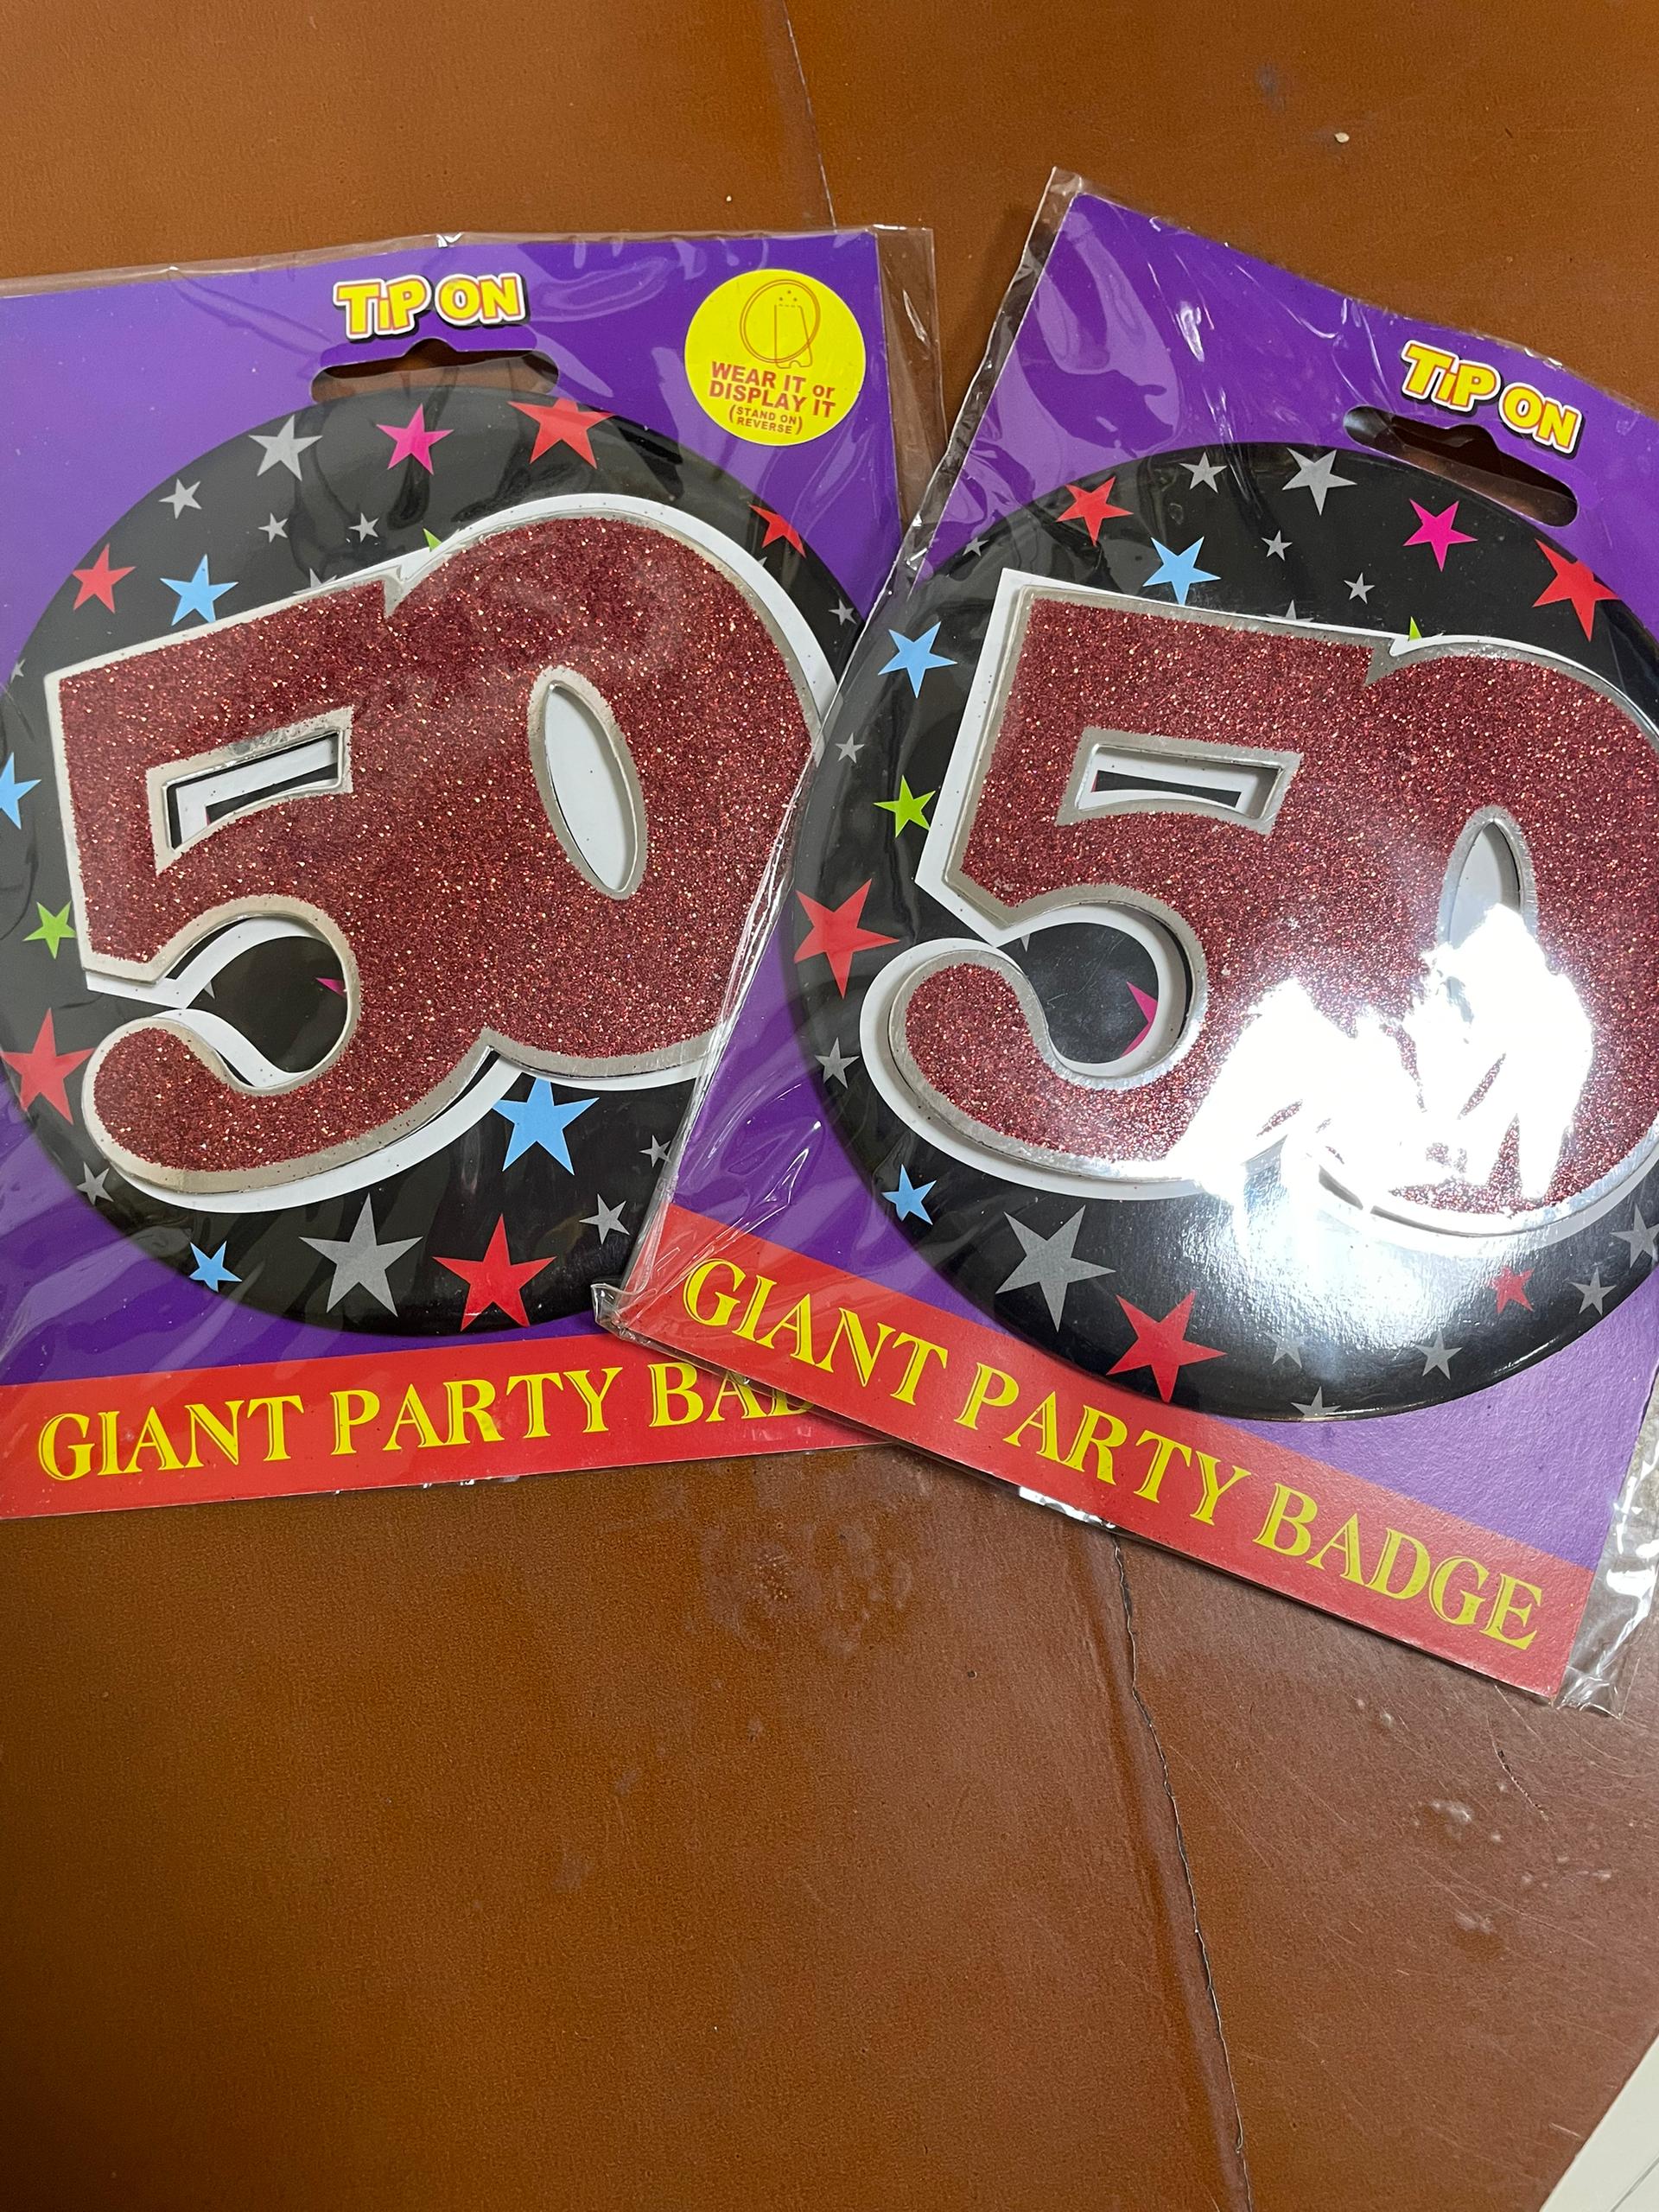 TiP ON
WEAR IT or
DISPLAY IT
(STAND ON
REVERSE)
50
GIANT PARTY BAD
TiP ON
50
GIANT PARTY BADGE